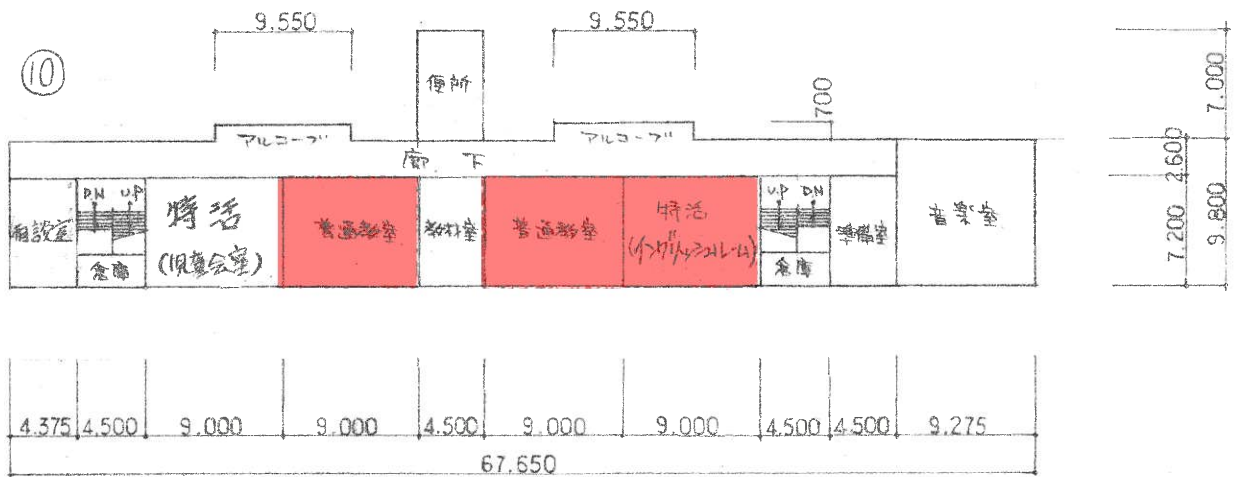 9.550
9.550
⑩
便所
700
7.000
アルコーブ
アルコーブ
廊下
2.600
相談室
DN UP
倉庫
特活
(児童会室)
普通教室
教材室
普通教室
特活
(イングリッシュルーム)
UP DN
倉庫
準備室
音楽室
7.200
9.800
4.375 4.500 9.000 9.000 4.500 9.000 9.000 4.500 4.500 9.275
67.650